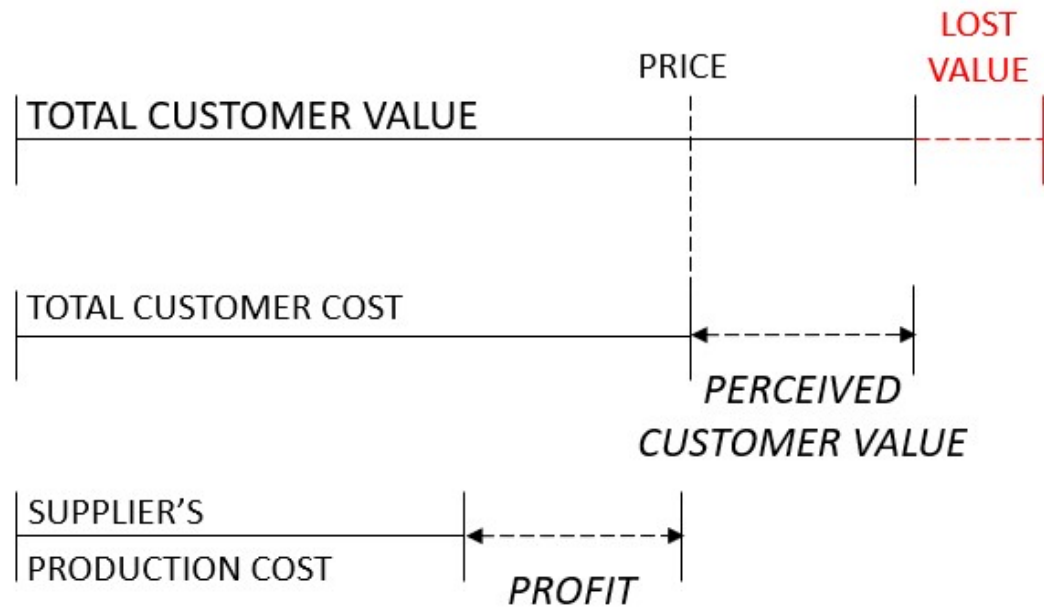 LOST
VALUE
PRICE
TOTAL CUSTOMER VALUE
TOTAL CUSTOMER COST
PERCEIVED
CUSTOMER VALUE
SUPPLIER’S
PRODUCTION COST
PROFIT